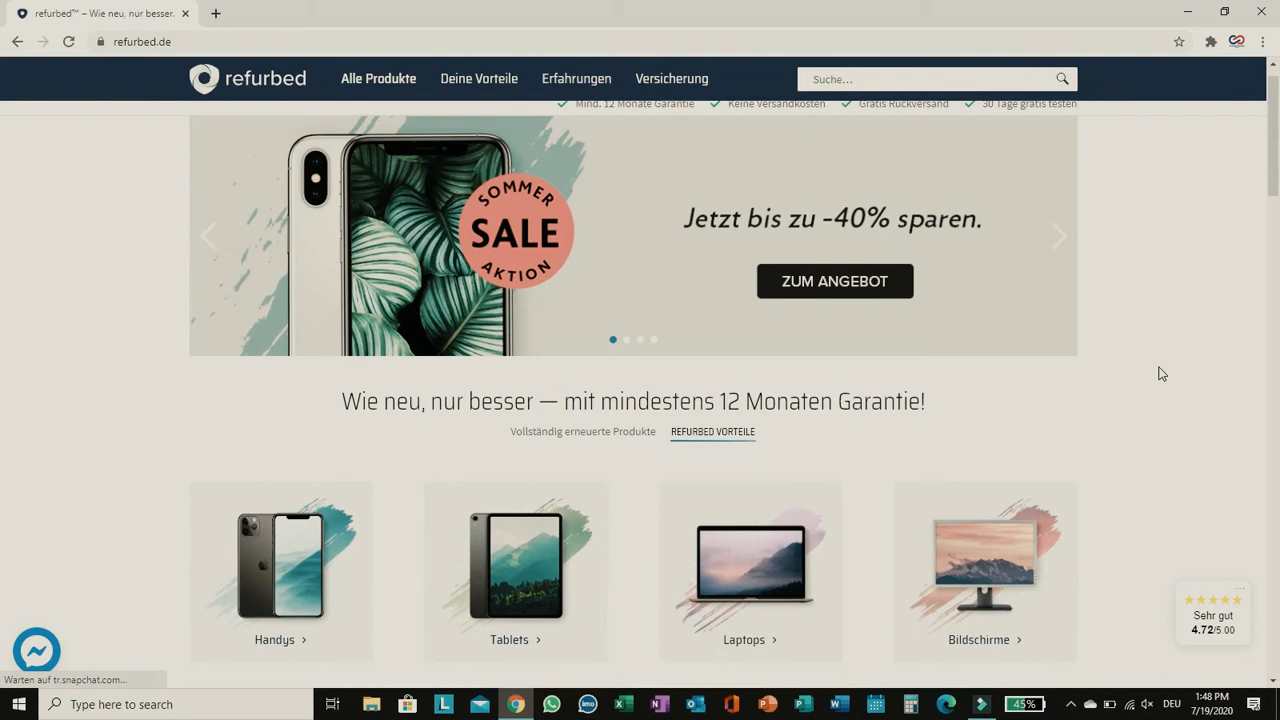 refurbed™ – Wie neu, nur besser.
refurbed.de
refurbed
Alle Produkte
Deine Vorteile
Erfahrungen
Versicherung
Suche...
Mind. 12 Monate Garantie
Keine Versandkosten
Gratis Rückversand
30 Tage gratis testen
SOMMER
SALE
AKTION
Jetzt bis zu -40% sparen.
ZUM ANGEBOT
Wie neu, nur besser — mit mindestens 12 Monaten Garantie!
Vollständig erneuerte Produkte
REFURBED VORTEILE
Handys
Tablets
Laptops
Bildschirme
Sehr gut
4.72/5.00
Warten auf tr.snapchat.com...
Type here to search
45%
DEU
1:48 PM
7/19/2020